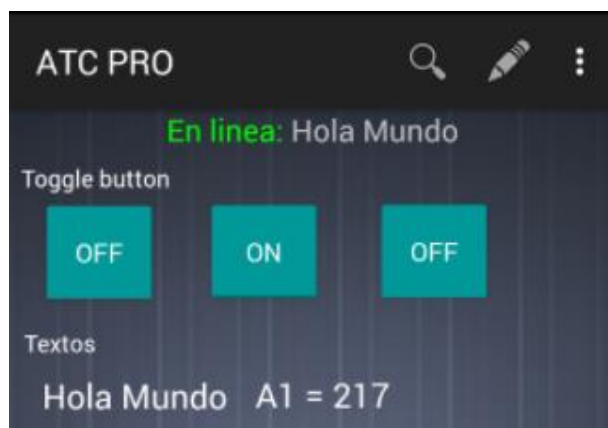 ATC PRO
En linea: Hola Mundo
Toggle button
OFF ON OFF
Textos
Hola Mundo A1 = 217